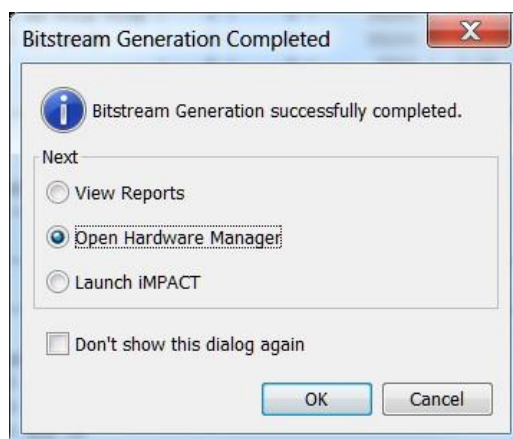 Bitstream Generation Completed
Bitstream Generation successfully completed.
Next
View Reports
Open Hardware Manager
Launch iMPACT
Don't show this dialog again
OK Cancel